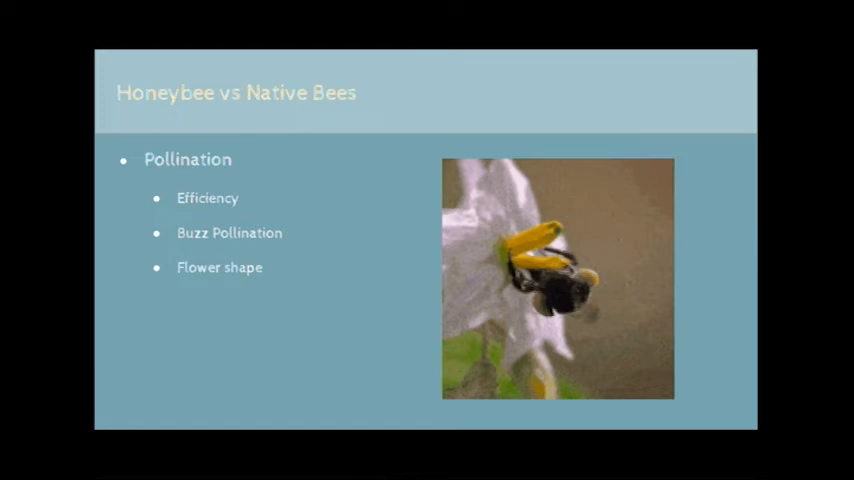 Honeybee vs Native Bees
Pollination
Efficiency
Buzz Pollination
Flower shape